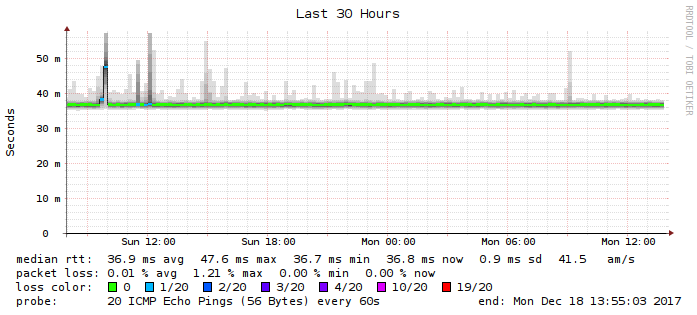 Last 30 Hours
RRDTOOL / TOBI OETIKER
Seconds
50 m
40 m
30 m
20 m
10 m
0
Sun 12:00 Sun 18:00 Mon 00:00 Mon 06:00 Mon 12:00
median rtt: 36.9 ms avg 47.6 ms max 36.7 ms min 36.8 ms now 0.9 ms sd 41.5 am/s
packet loss: 0.01 % avg 1.21 % max 0.00 % min 0.00 % now
loss color: 0 1/20 2/20 3/20 4/20 10/20 19/20
probe: 20 ICMP Echo Pings (56 Bytes) every 60s end: Mon Dec 18 13:55:03 2017